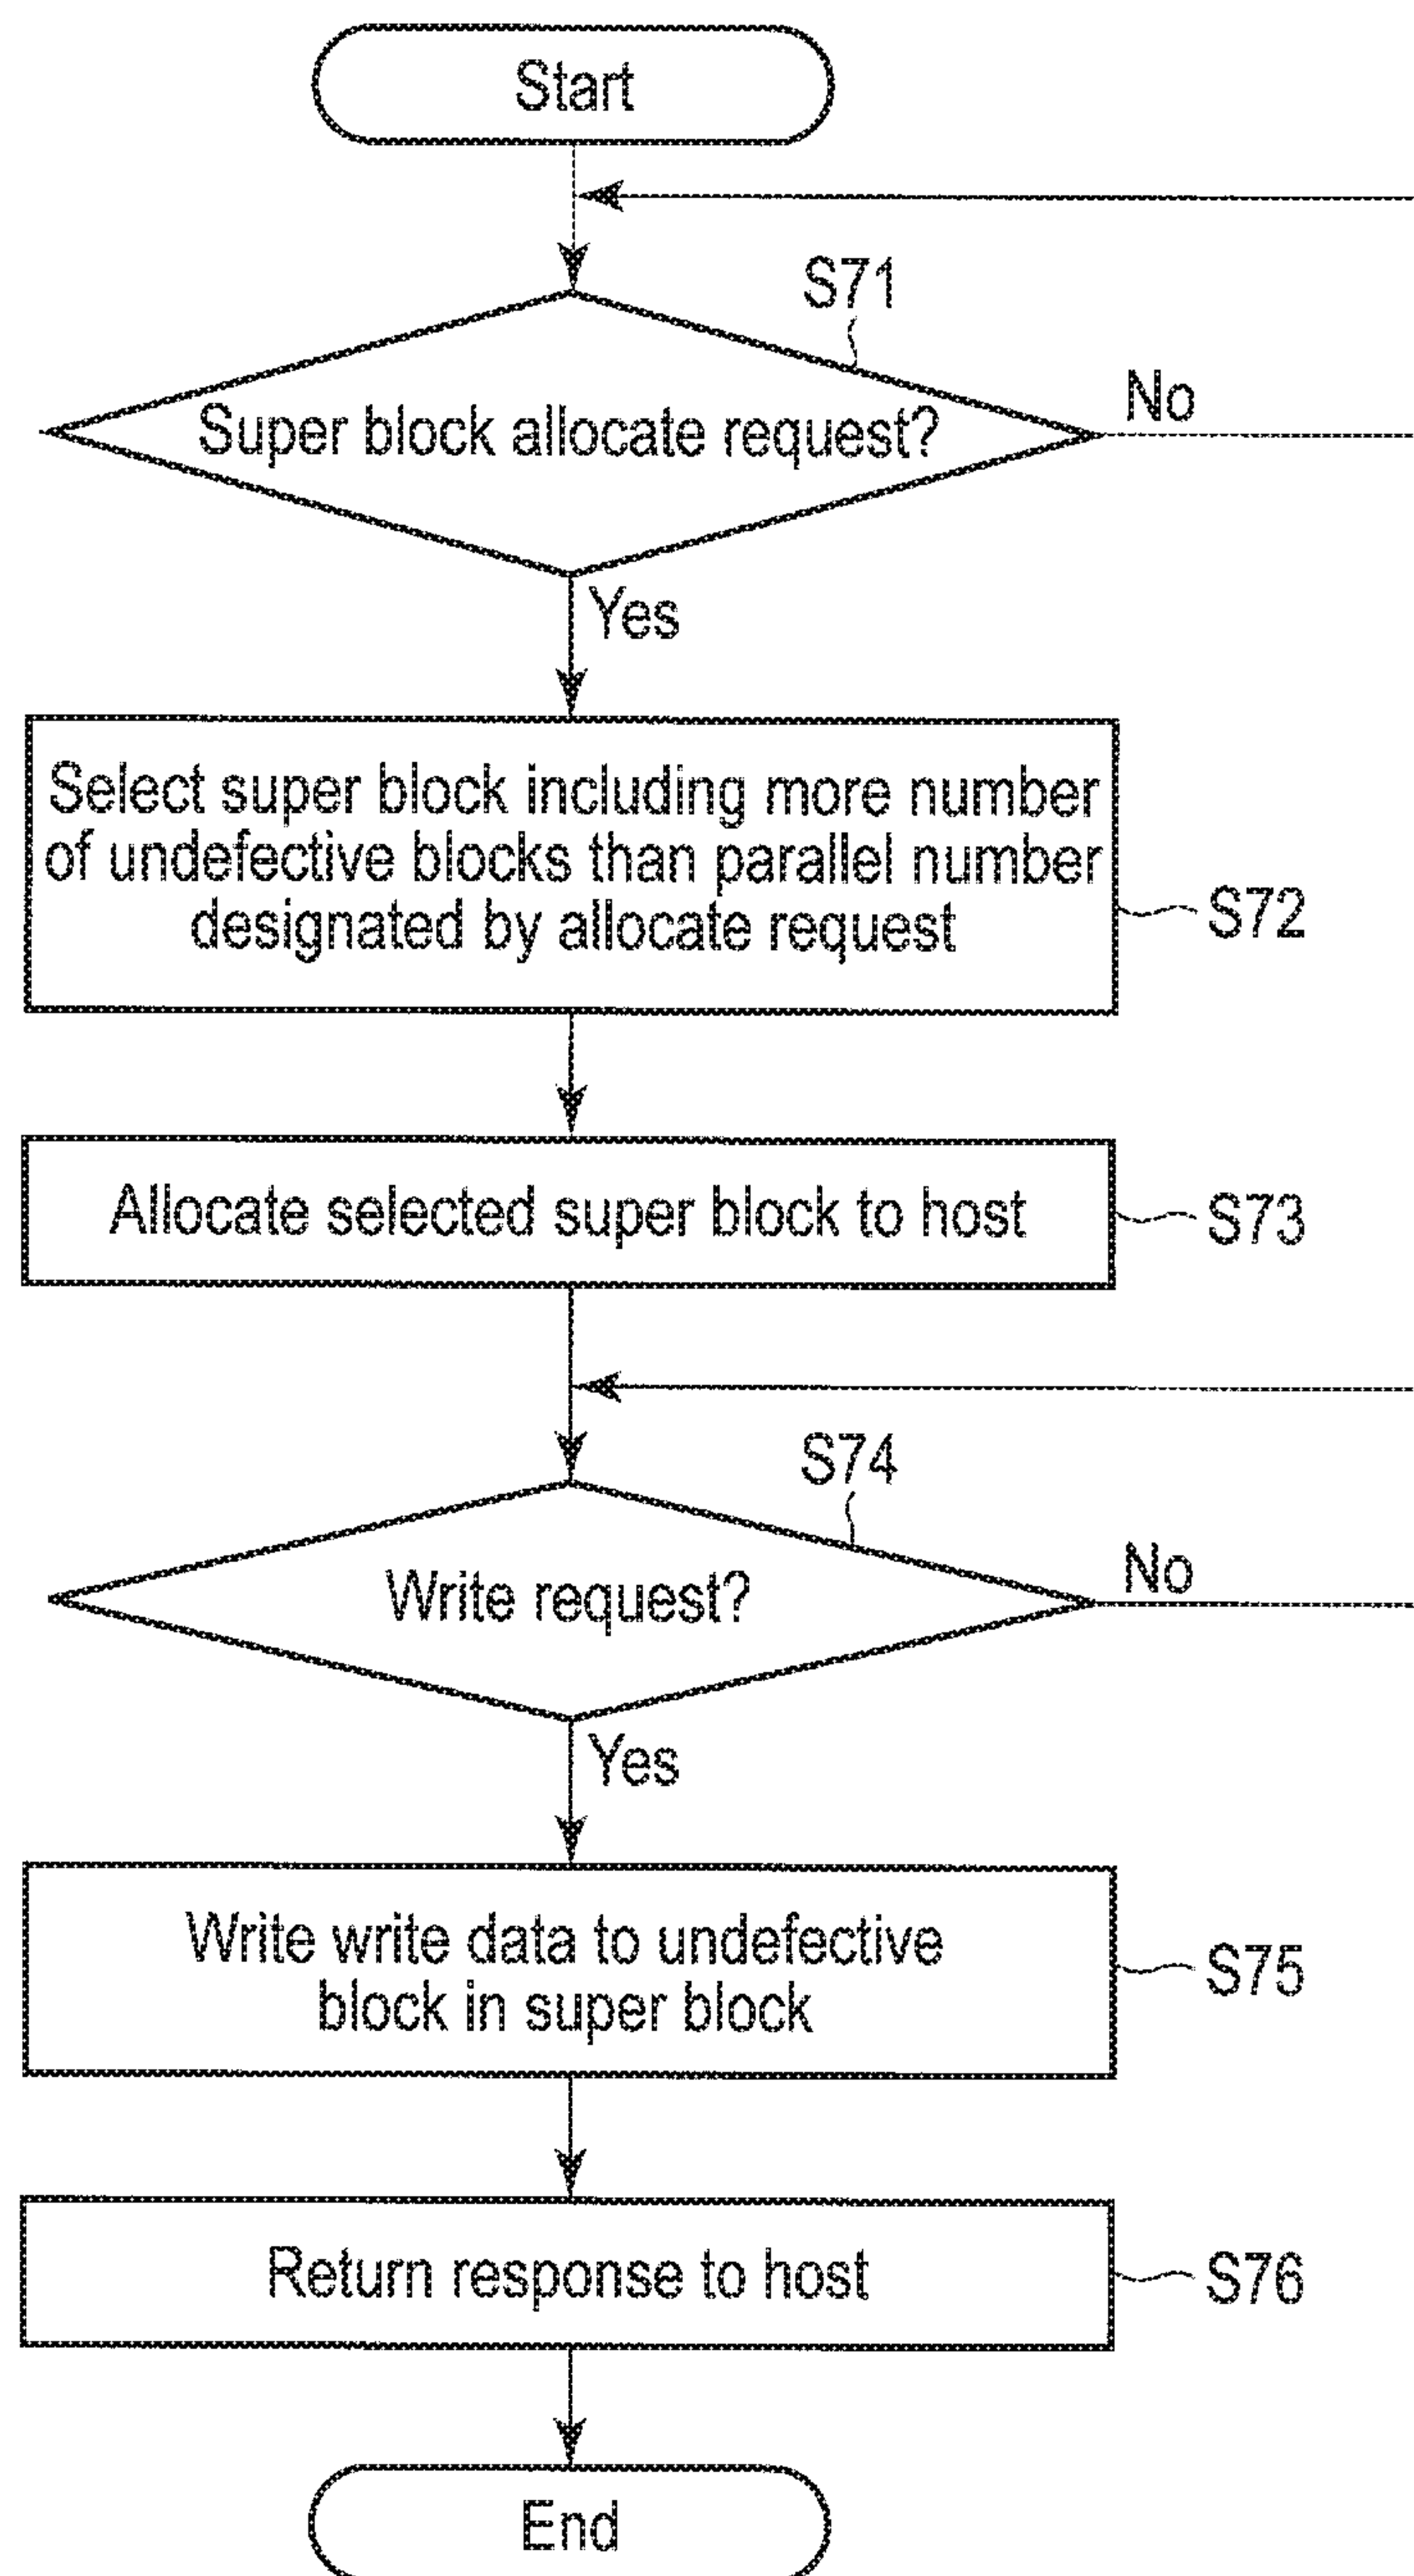 Start
S71
Super block allocate request?
No
Yes
Select super block including more number
of undefective blocks than parallel number
designated by allocate request
S72
Allocate selected super block to host
S73
S74
Write request?
No
Yes
Write write data to undefective
block in super block
S75
Return response to host
S76
End